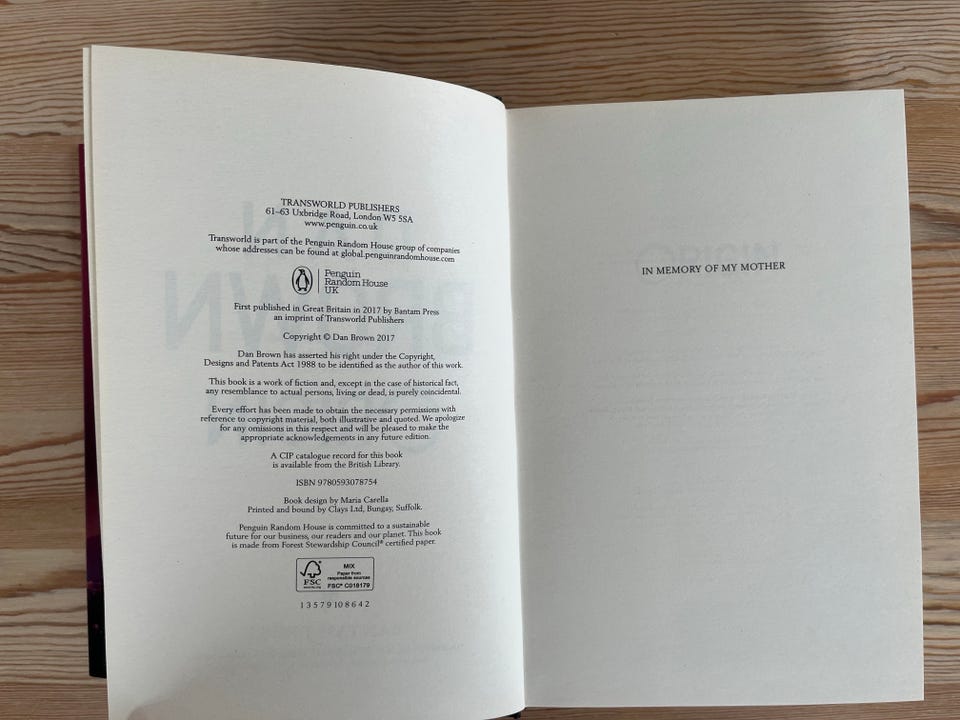 TRANSWORLD PUBLISHERS
61–63 Uxbridge Road, London W5 5SA
www.penguin.co.uk
Transworld is part of the Penguin Random House group of companies
whose addresses can be found at global.penguinrandomhouse.com
Penguin
Random House
UK
First published in Great Britain in 2017 by Bantam Press
an imprint of Transworld Publishers
Copyright © Dan Brown 2017
Dan Brown has asserted his right under the Copyright,
Designs and Patents Act 1988 to be identified as the author of this work.
This book is a work of fiction and, except in the case of historical fact,
any resemblance to actual persons, living or dead, is purely coincidental.
Every effort has been made to obtain the necessary permissions with
reference to copyright material, both illustrative and quoted. We apologize
for any omissions in this respect and will be pleased to make the
appropriate acknowledgements in any future edition.
A CIP catalogue record for this book
is available from the British Library.
ISBN 9780593078754
Book design by Maria Carella
Printed and bound by Clays Ltd, Bungay, Suffolk.
Penguin Random House is committed to a sustainable
future for our business, our readers and our planet. This book
is made from Forest Stewardship Council® certified paper.
FSC
MIX
Paper from
responsible sources
FSC® C018179
1 3 5 7 9 10 8 6 4 2
IN MEMORY OF MY MOTHER